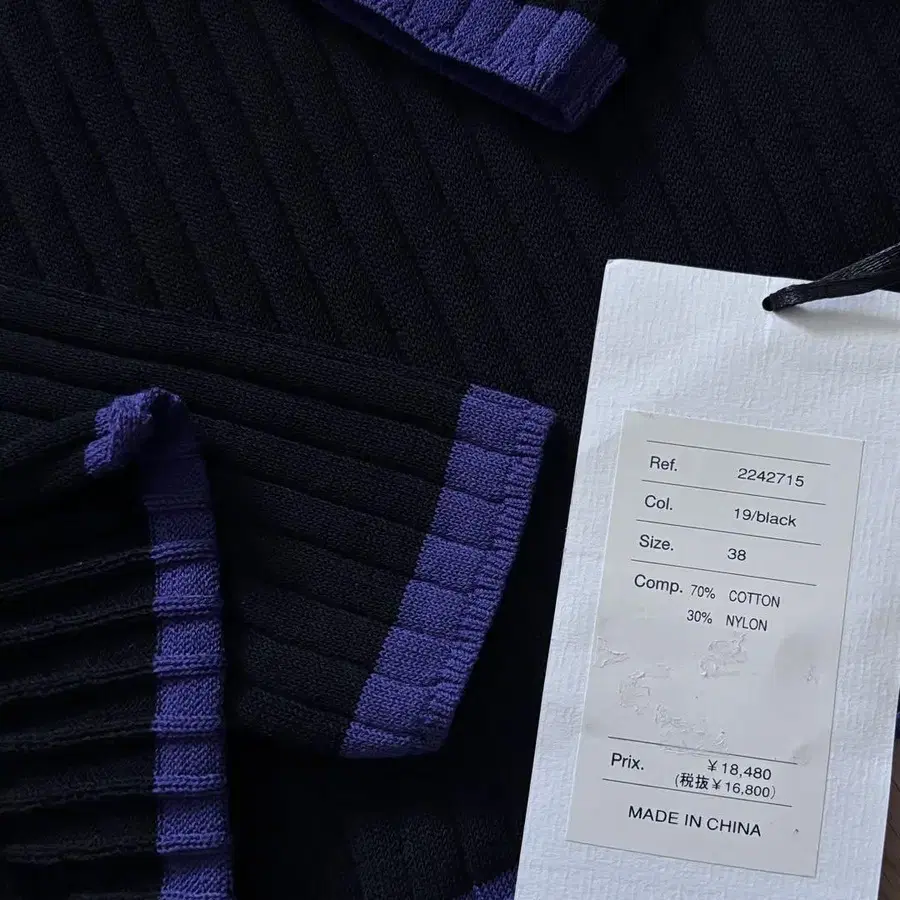 Ref. 2242715
Col. 19/black
Size. 38
Comp. 70% COTTON
30% NYLON
Prix. ¥18,480
(税抜¥16,800)
MADE IN CHINA